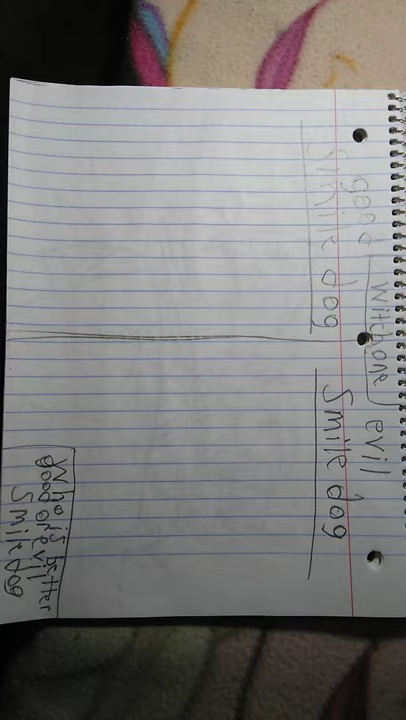 good witch one evil
Smile dog
Smile dog
Who is better
good or evil
Smile dog